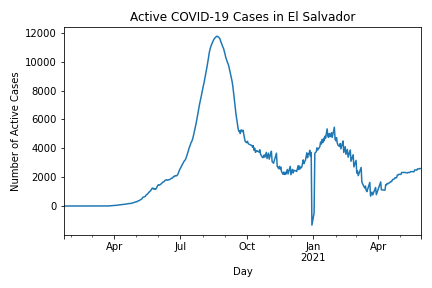 Active COVID-19 Cases in El Salvador
12000
10000
8000
6000
4000
2000
0
Number of Active Cases
Apr
Jul
Oct
Jan
2021
Apr
Day